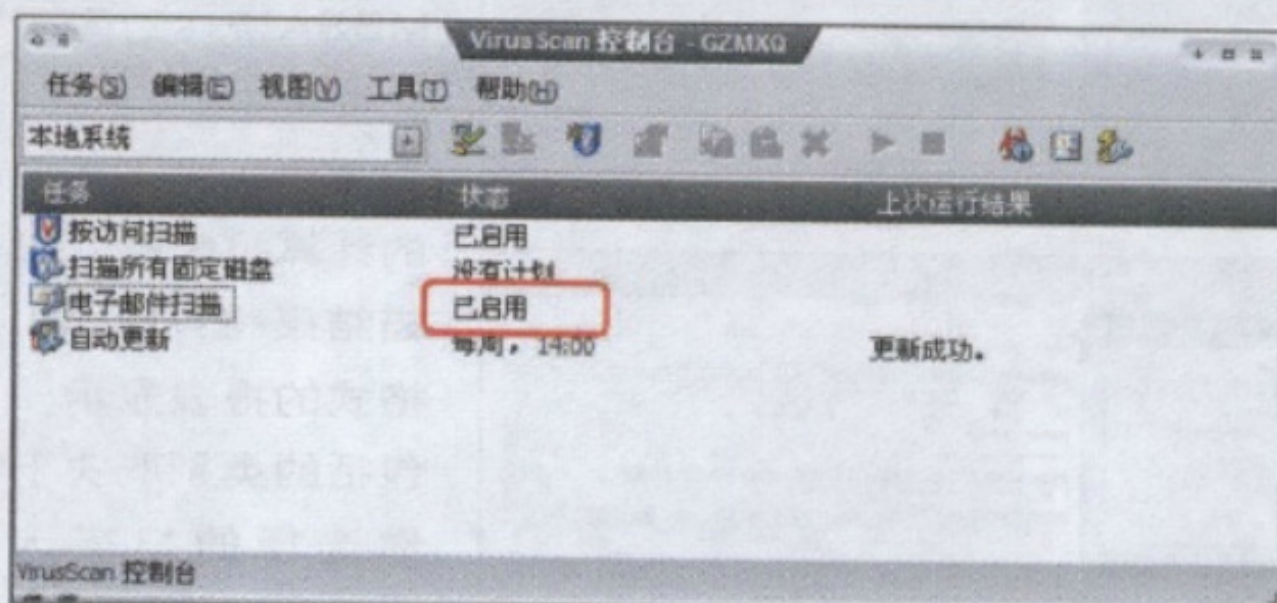 VirusScan 控制台 - GZMXQ
任务(S) 编辑(E) 视图(V) 工具(T) 帮助(H)
本地系统
任务 状态 上次运行结果
按访问扫描 已启用
扫描所有固定磁盘 没有计划
电子邮件扫描 已启用
自动更新 每周, 14:00 更新成功。
VirusScan 控制台